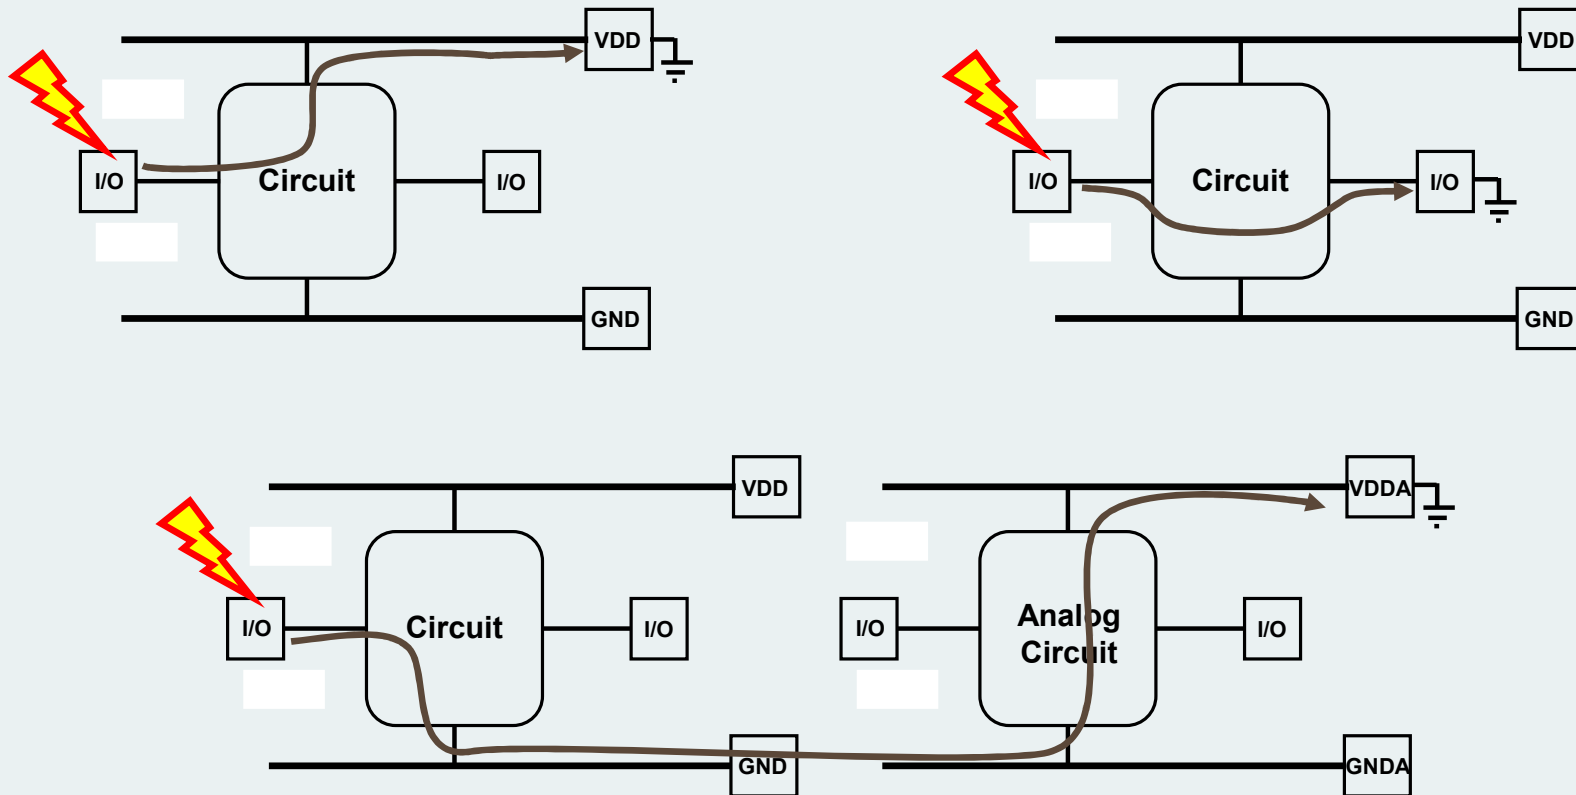 VDD
I/O
Circuit
I/O
GND
VDD
I/O
Circuit
I/O
GND
VDD
I/O
Circuit
I/O
GND
VDDA
I/O
Analog
Circuit
I/O
GNDA